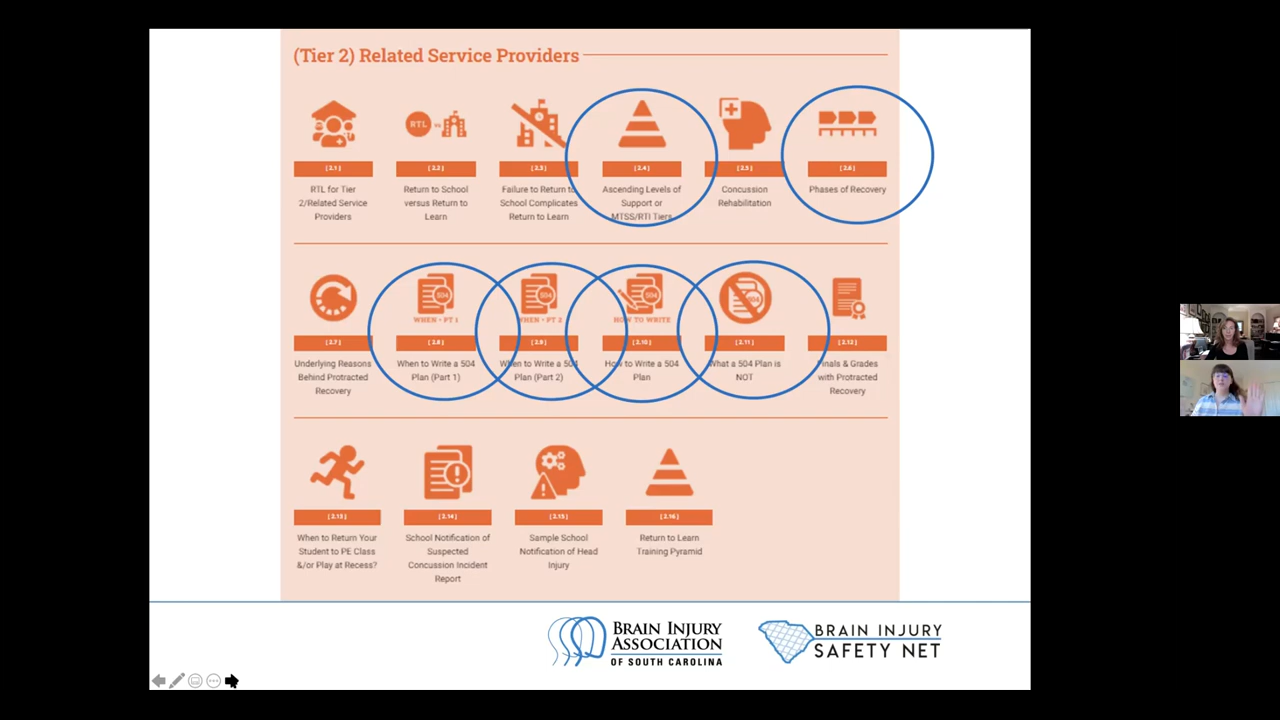 (Tier 2) Related Service Providers
RTL vs
[2.1]
[2.2]
[2.3]
[2.4]
[2.5]
[2.6]
RTL for Tier
2/Related Service
Providers
Return to School
versus Return to
Learn
Failure to Return to
School Complicates
Return to Learn
Ascending Levels of
Support or
MTSS/RTI Tiers
Concussion
Rehabilitation
Phases of Recovery
504
WHEN • PT 1
504
WHEN • PT 2
504
HOW TO WRITE
504
[2.7]
[2.8]
[2.9]
[2.10]
[2.11]
[2.12]
Underlying Reasons
Behind Protracted
Recovery
When to Write a 504
Plan (Part 1)
When to Write a 504
Plan (Part 2)
How to Write a 504
Plan
What a 504 Plan is
NOT
Finals & Grades
with Protracted
Recovery
[2.13]
[2.14]
[2.15]
[2.16]
When to Return Your
Student to PE Class
&/or Play at Recess?
School Notification of
Suspected
Concussion Incident
Report
Sample School
Notification of Head
Injury
Return to Learn
Training Pyramid
BRAIN INJURY
ASSOCIATION
OF SOUTH CAROLINA
BRAIN INJURY
SAFETY NET